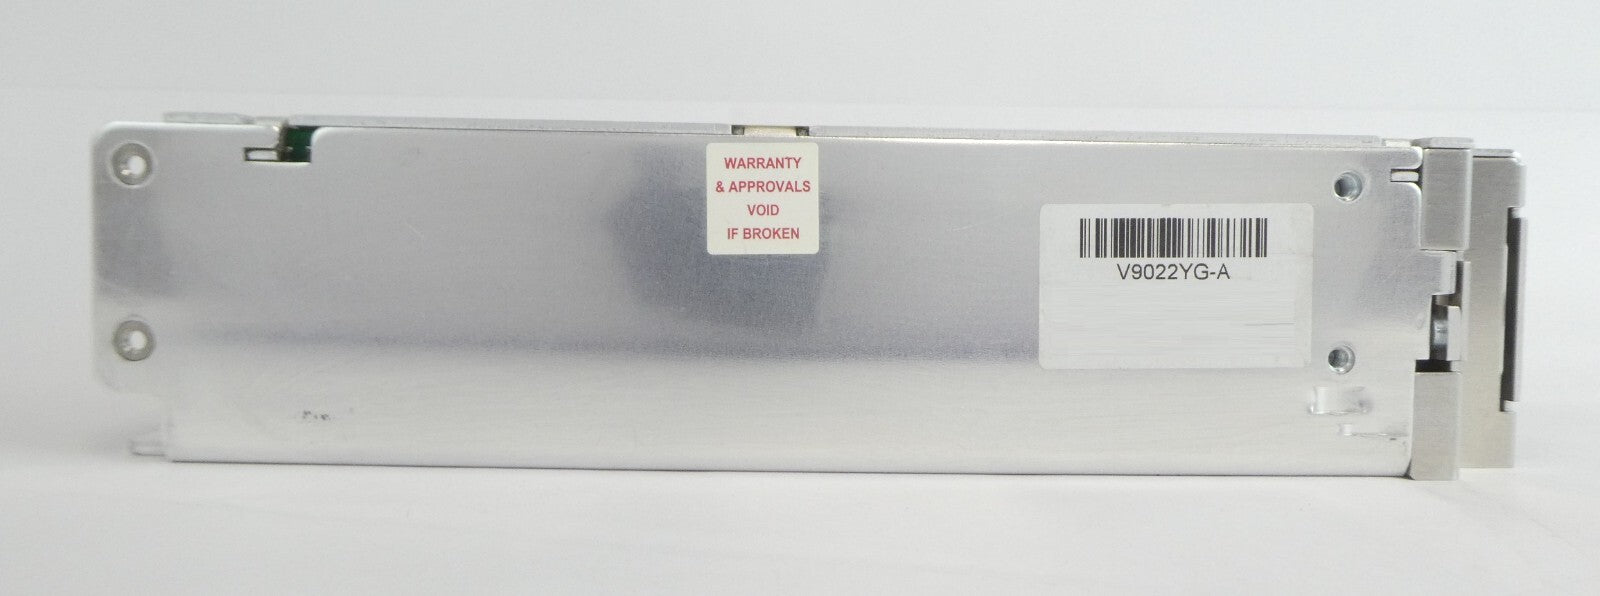 WARRANTY
& APPROVALS
VOID
IF BROKEN
V9022YG-A